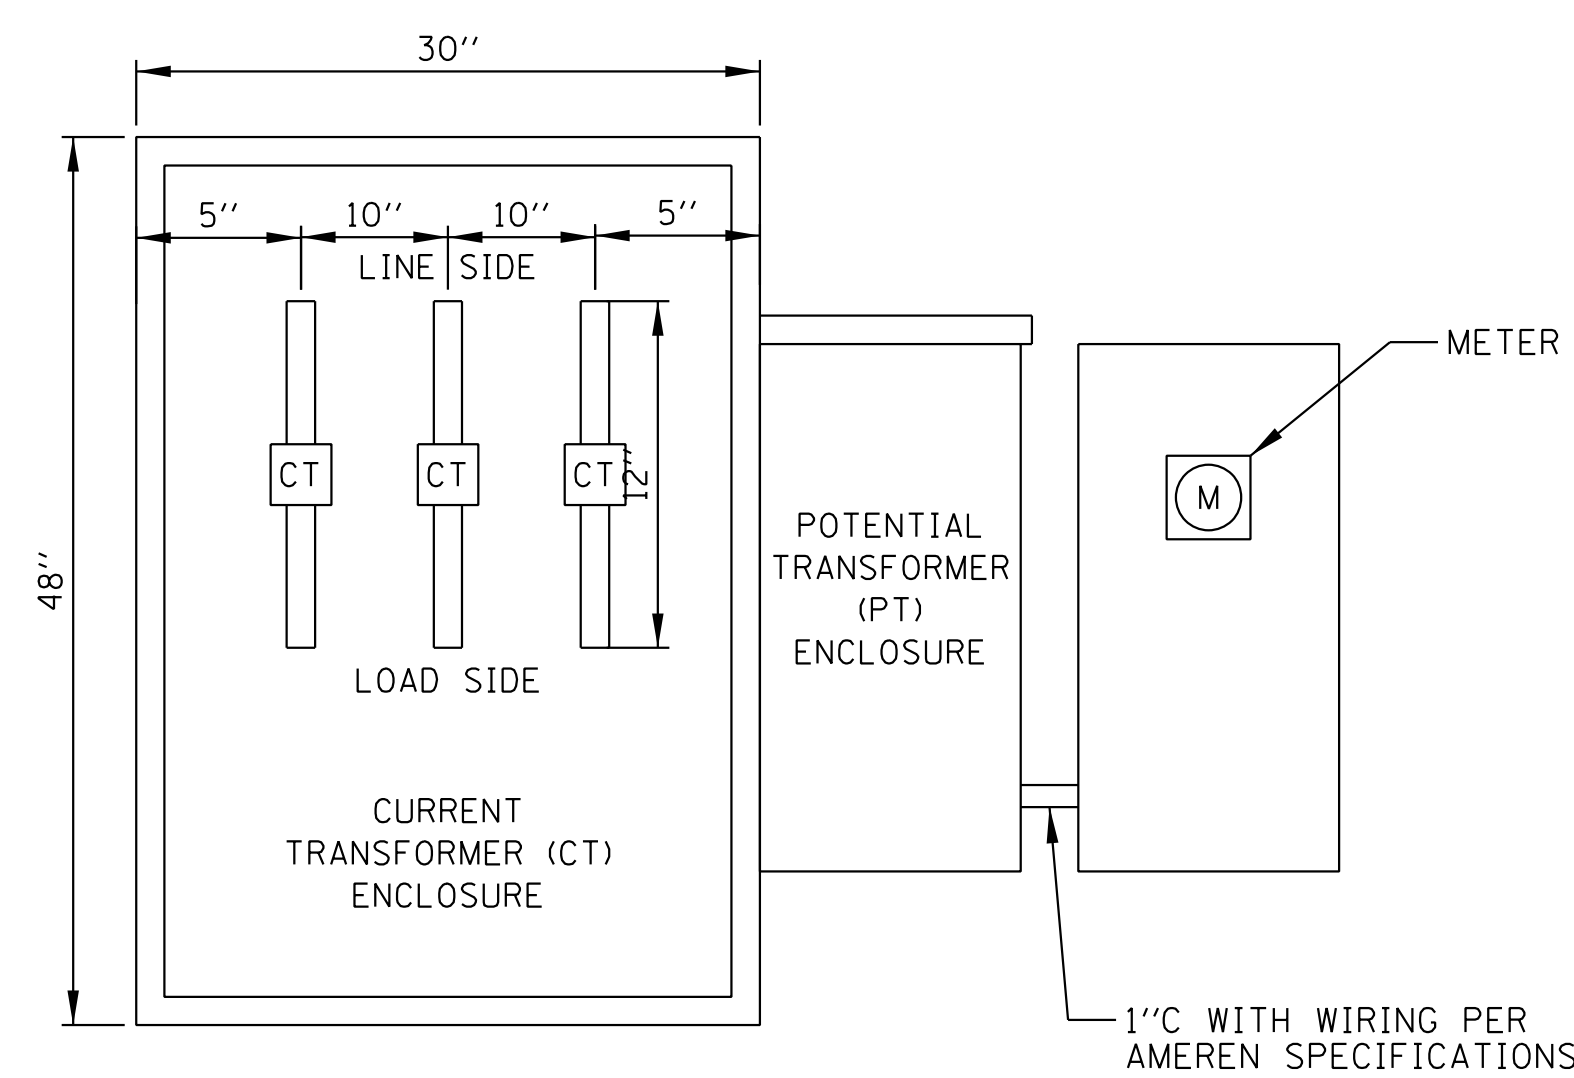 30''
5''
10''
10''
5''
LINE SIDE
METER
CT
CT
CT
12''
M
48''
POTENTIAL
TRANSFORMER
(PT)
ENCLOSURE
LOAD SIDE
CURRENT
TRANSFORMER (CT)
ENCLOSURE
1''C WITH WIRING PER
AMEREN SPECIFICATIONS